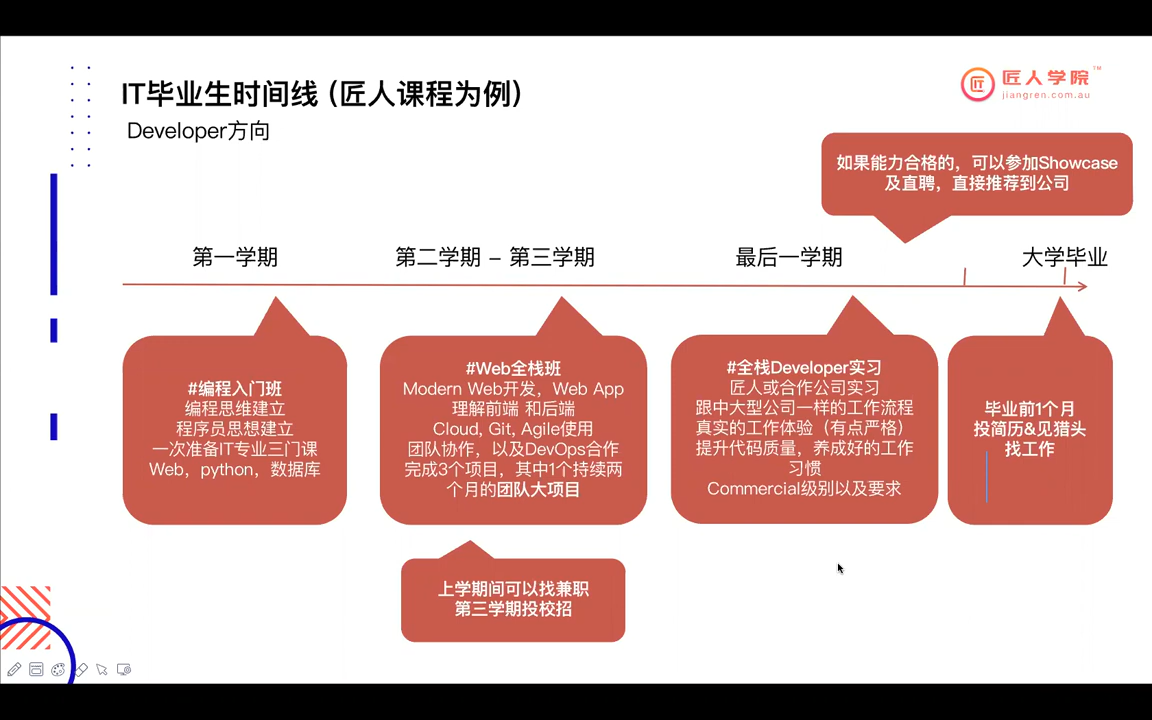 IT毕业生时间线（匠人课程为例）
Developer方向
匠
匠人学院™
jiangren.com.au
如果能力合格的，可以参加Showcase
及直聘，直接推荐到公司
第一学期
第二学期 – 第三学期
最后一学期
大学毕业
#编程入门班
编程思维建立
程序员思想建立
一次准备IT专业三门课
Web，python，数据库
#Web全栈班
Modern Web开发，Web App
理解前端 和后端
Cloud, Git, Agile使用
团队协作，以及DevOps合作
完成3个项目，其中1个持续两
个月的团队大项目
#全栈Developer实习
匠人或合作公司实习
跟中大型公司一样的工作流程
真实的工作体验（有点严格）
提升代码质量，养成好的工作
习惯
Commercial级别以及要求
毕业前1个月
投简历&见猎头
找工作
上学期间可以找兼职
第三学期投校招